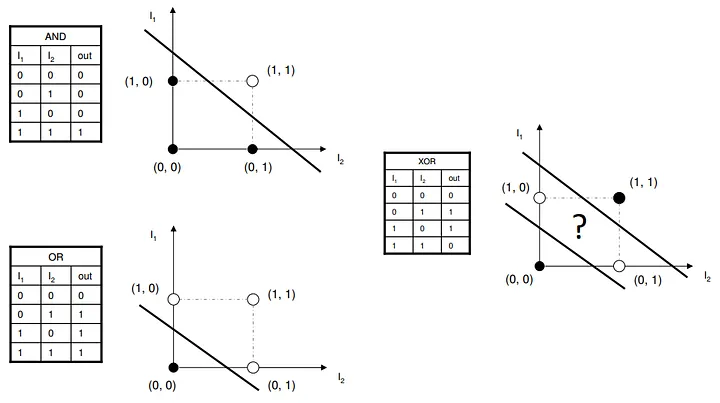 AND
I1 I2 out
0 0 0
0 1 0
1 0 0
1 1 1
I1
(1, 0)
(1, 1)
(0, 0)
(0, 1)
I2
OR
I1 I2 out
0 0 0
0 1 1
1 0 1
1 1 1
I1
(1, 0)
(1, 1)
(0, 0)
(0, 1)
I2
XOR
I1 I2 out
0 0 0
0 1 1
1 0 1
1 1 0
I1
(1, 0)
(1, 1)
?
(0, 0)
(0, 1)
I2